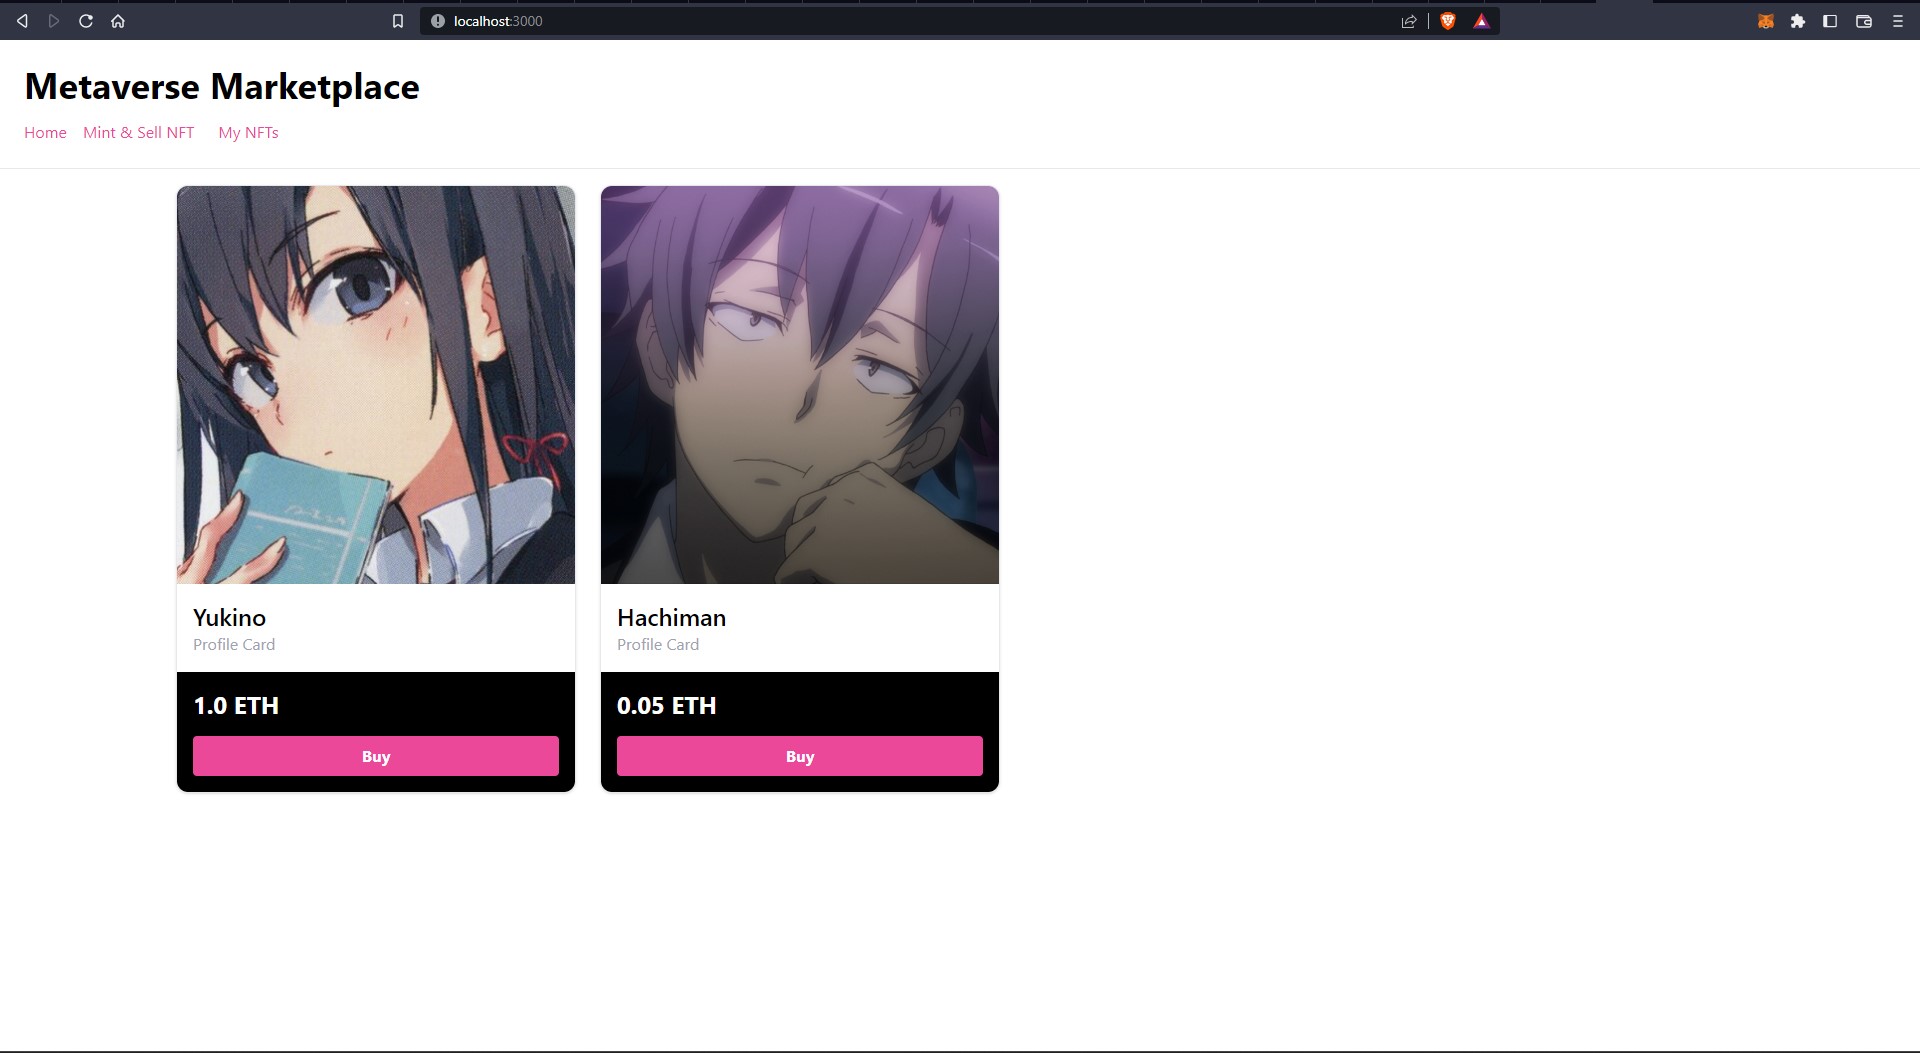 localhost:3000
Metaverse Marketplace
Home Mint & Sell NFT My NFTs
Yukino
Profile Card
1.0 ETH
Buy
Hachiman
Profile Card
0.05 ETH
Buy